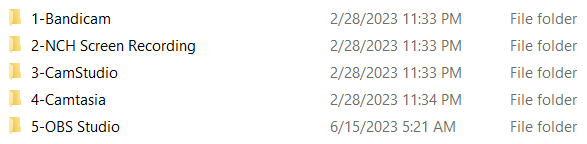 1-Bandicam 2/28/2023 11:33 PM File folder
2-NCH Screen Recording 2/28/2023 11:33 PM File folder
3-CamStudio 2/28/2023 11:33 PM File folder
4-Camtasia 2/28/2023 11:34 PM File folder
5-OBS Studio 6/15/2023 5:21 AM File folder